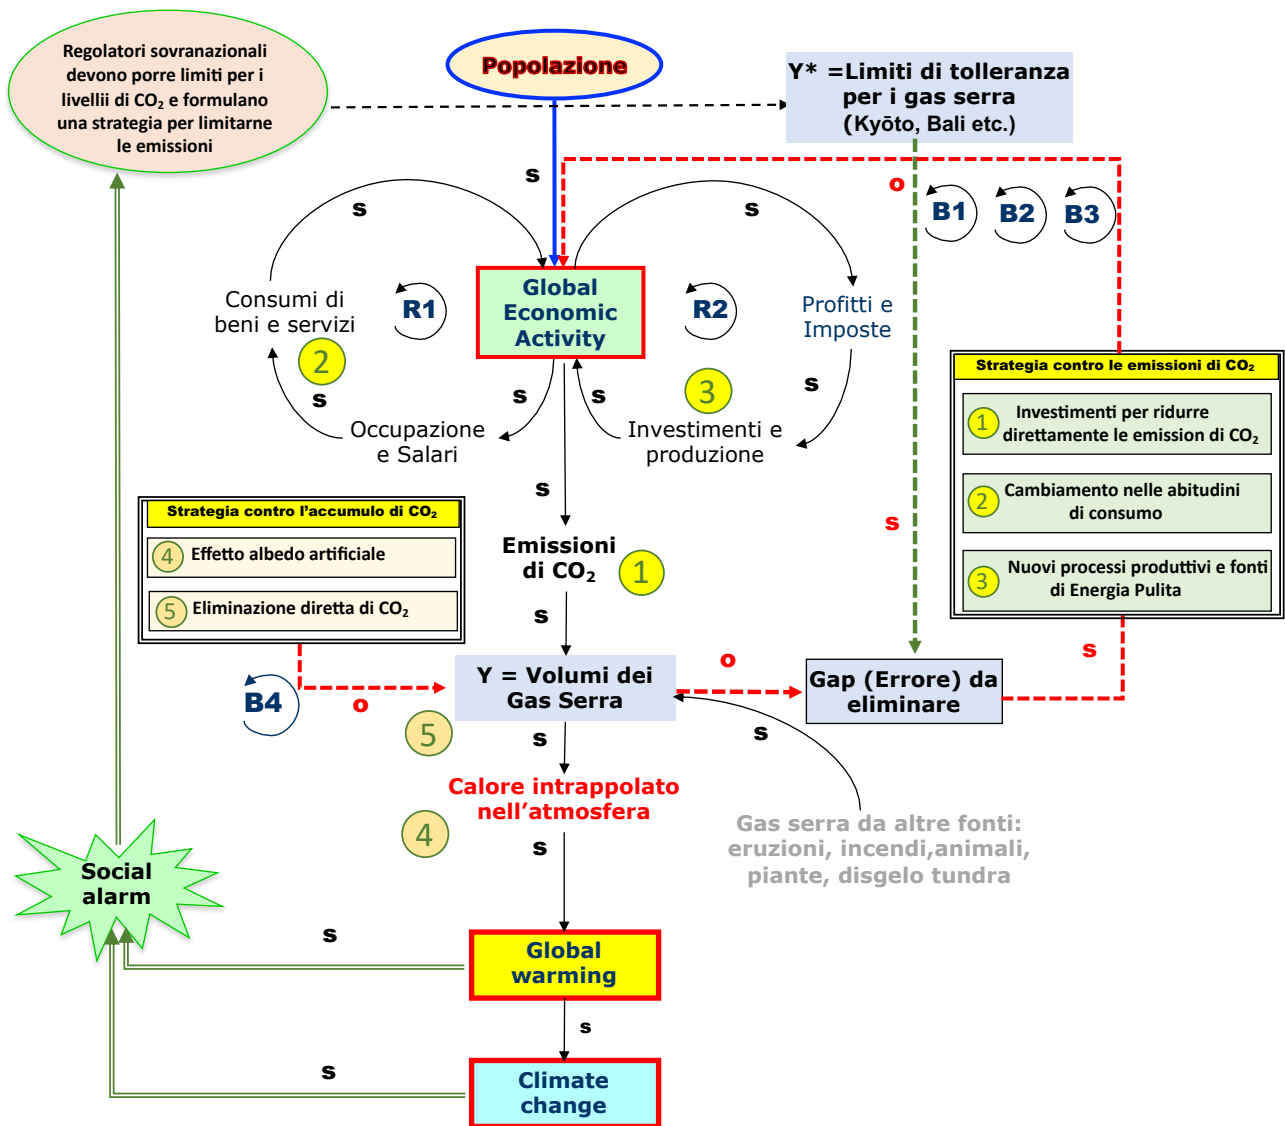 Regolatori sovranazionali
devono porre limiti per i
livellii di CO₂ e formulano
una strategia per limitarne
le emissioni
Popolazione
Y* =Limiti di tolleranza
per i gas serra
(Kyōto, Bali etc.)
s
o
s
s
B1
B2
B3
Global
Economic
Activity
Consumi di
beni e servizi
R1
R2
Profitti e
Imposte
2
3
s
s
s
s
Occupazione
e Salari
Investimenti e
produzione
Strategia contro le emissioni di CO₂
1
Investimenti per ridurre
direttamente le emission di CO₂
2
Cambiamento nelle abitudini
di consumo
3
Nuovi processi produttivi e fonti
di Energia Pulita
s
s
Strategia contro l'accumulo di CO₂
4 Effetto albedo artificiale
5 Eliminazione diretta di CO₂
Emissioni
di CO₂
1
s
s
B4
o
Y = Volumi dei
Gas Serra
o
Gap (Errore) da
eliminare
5
s
s
Calore intrappolato
nell'atmosfera
4
s
Gas serra da altre fonti:
eruzioni, incendi,animali,
piante, disgelo tundra
Social
alarm
s
Global
warming
s
s
Climate
change